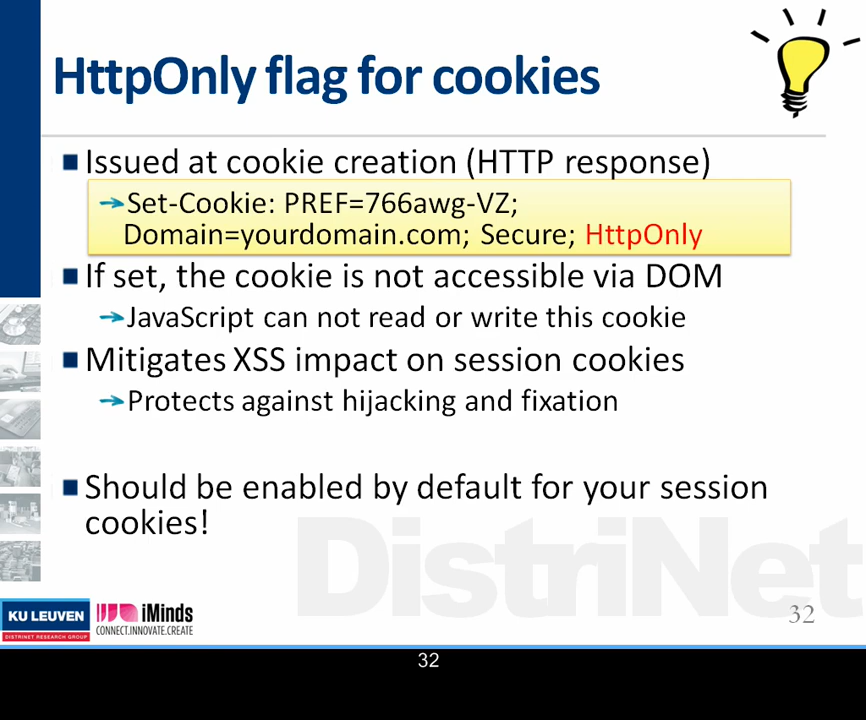 HttpOnly flag for cookies
Issued at cookie creation (HTTP response)
Set-Cookie: PREF=766awg-VZ;
Domain=yourdomain.com; Secure; HttpOnly
If set, the cookie is not accessible via DOM
JavaScript can not read or write this cookie
Mitigates XSS impact on session cookies
Protects against hijacking and fixation
Should be enabled by default for your session
cookies!
DistriNet
KU LEUVEN
DISTRINET RESEARCH GROUP
iMinds
CONNECT.INNOVATE.CREATE
32
32